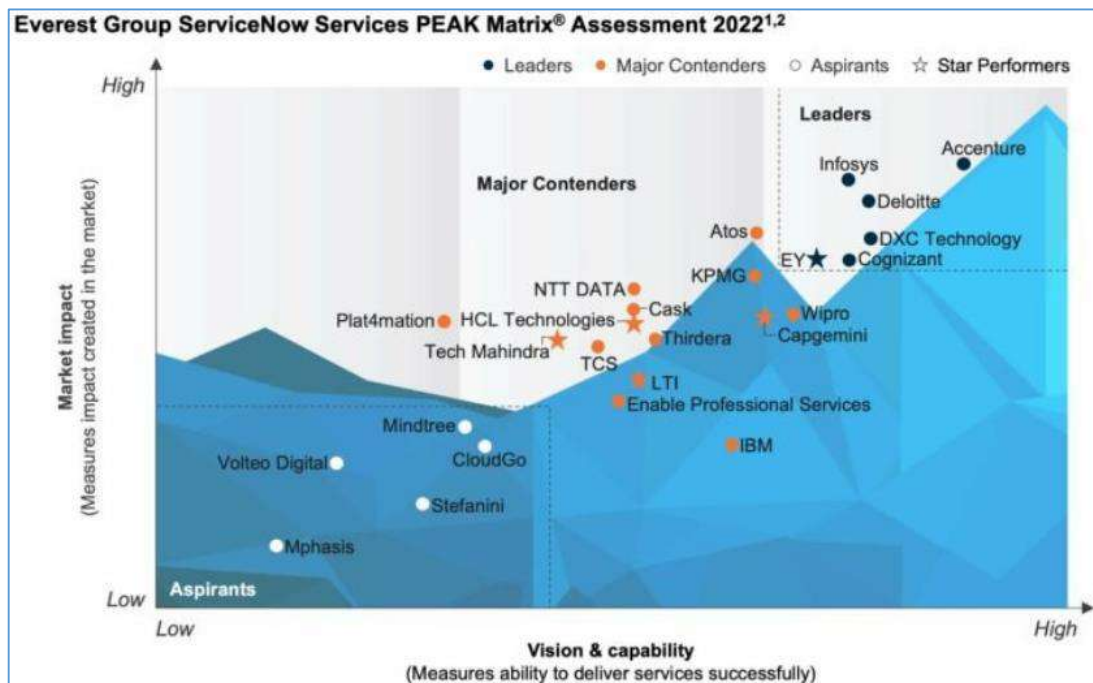 Everest Group ServiceNow Services PEAK Matrix® Assessment 2022¹,²
Leaders Major Contenders Aspirants Star Performers
High
Leaders
Accenture
Infosys
Major Contenders
Deloitte
Atos
DXC Technology
EY
Cognizant
KPMG
NTT DATA
Cask
Plat4mation
HCL Technologies
Wipro
Capgemini
Tech Mahindra
Thirdera
TCS
LTI
Enable Professional Services
Mindtree
IBM
CloudGo
Volteo Digital
Stefanini
Mphasis
Aspirants
Market impact
(Measures impact created in the market)
Low
Low
High
Vision & capability
(Measures ability to deliver services successfully)